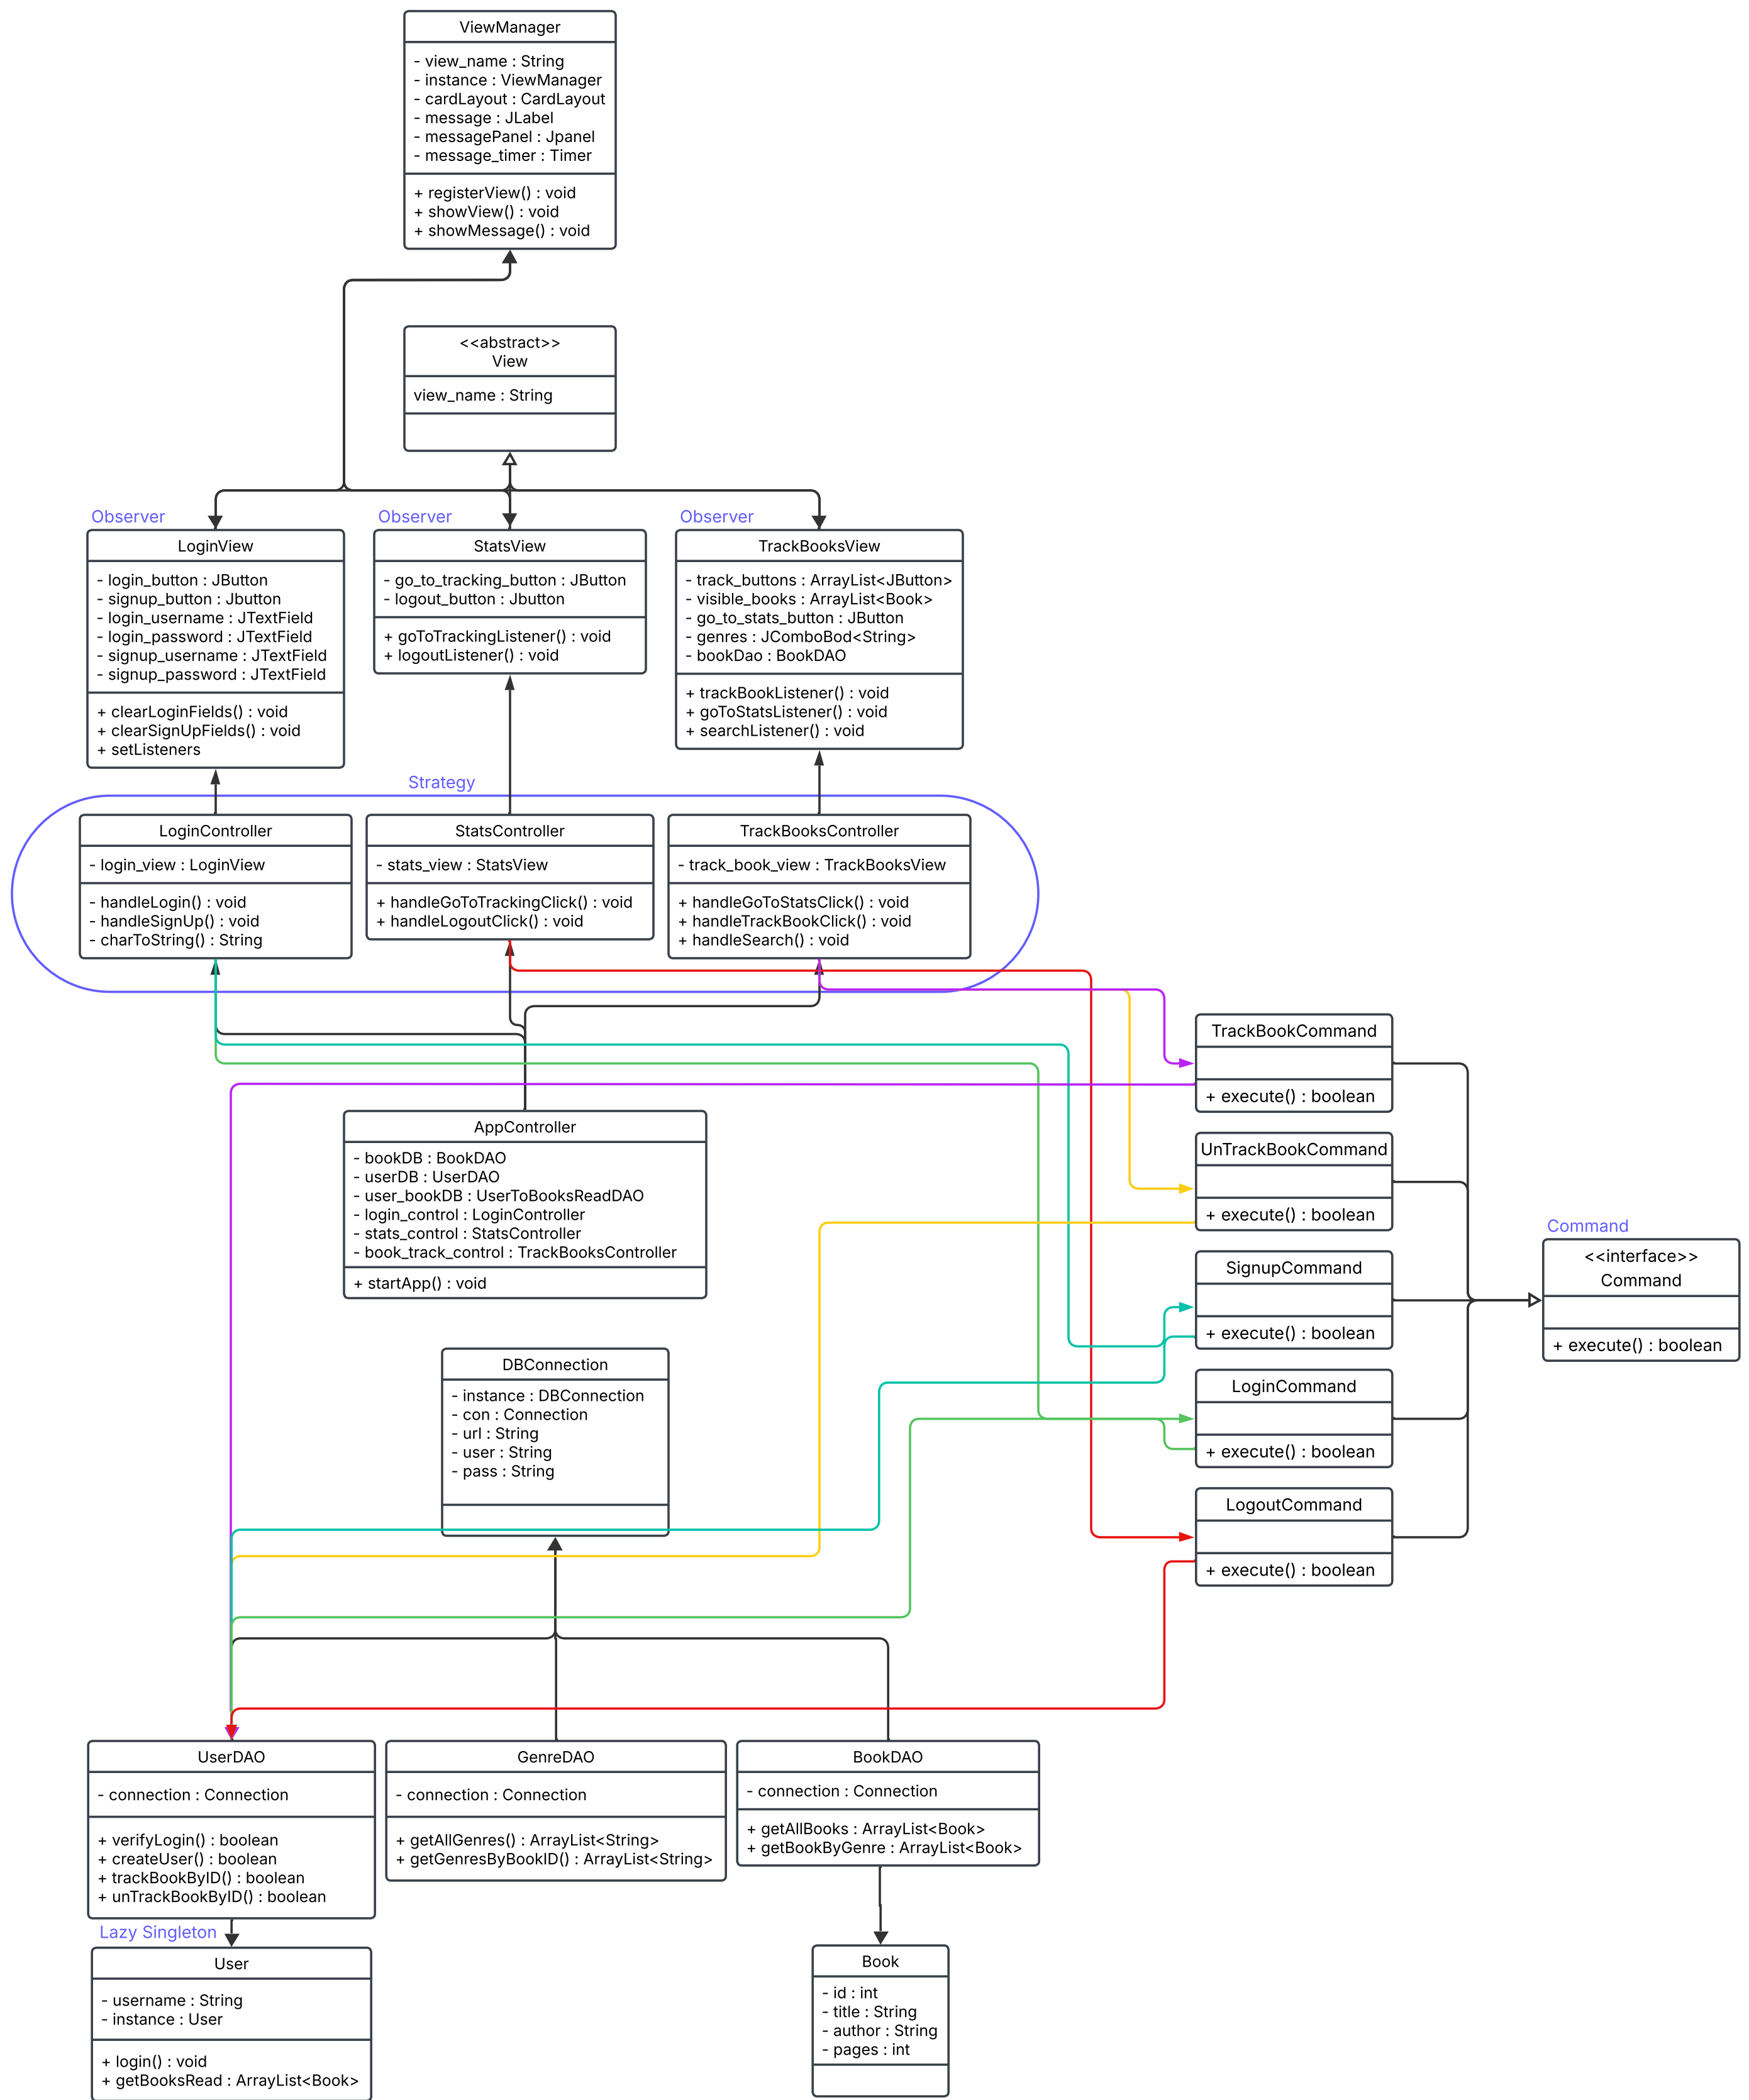 ViewManager
- view_name : String
- instance : ViewManager
- cardLayout : CardLayout
- message : JLabel
- messagePanel : Jpanel
- message_timer : Timer
+ registerView() : void
+ showView() : void
+ showMessage() : void
<<abstract>>
View
view_name : String
Observer
LoginView
- login_button : JButton
- signup_button : Jbutton
- login_username : JTextField
- login_password : JTextField
- signup_username : JTextField
- signup_password : JTextField
+ clearLoginFields() : void
+ clearSignUpFields() : void
+ setListeners
Observer
StatsView
- go_to_tracking_button : JButton
- logout_button : Jbutton
+ goToTrackingListener() : void
+ logoutListener() : void
Observer
TrackBooksView
- track_buttons : ArrayList<JButton>
- visible_books : ArrayList<Book>
- go_to_stats_button : JButton
- genres : JComboBod<String>
- bookDao : BookDAO
+ trackBookListener() : void
+ goToStatsListener() : void
+ searchListener() : void
Strategy
LoginController
- login_view : LoginView
- handleLogin() : void
- handleSignUp() : void
- charToString() : String
StatsController
- stats_view : StatsView
+ handleGoToTrackingClick() : void
+ handleLogoutClick() : void
TrackBooksController
- track_book_view : TrackBooksView
+ handleGoToStatsClick() : void
+ handleTrackBookClick() : void
+ handleSearch() : void
TrackBookCommand
+ execute() : boolean
UnTrackBookCommand
+ execute() : boolean
SignupCommand
+ execute() : boolean
LoginCommand
+ execute() : boolean
LogoutCommand
+ execute() : boolean
Command
<<interface>>
Command
+ execute() : boolean
AppController
- bookDB : BookDAO
- userDB : UserDAO
- user_bookDB : UserToBooksReadDAO
- login_control : LoginController
- stats_control : StatsController
- book_track_control : TrackBooksController
+ startApp() : void
DBConnection
- instance : DBConnection
- con : Connection
- url : String
- user : String
- pass : String
UserDAO
- connection : Connection
+ verifyLogin() : boolean
+ createUser() : boolean
+ trackBookByID() : boolean
+ unTrackBookByID() : boolean
GenreDAO
- connection : Connection
+ getAllGenres() : ArrayList<String>
+ getGenresByBookID() : ArrayList<String>
BookDAO
- connection : Connection
+ getAllBooks : ArrayList<Book>
+ getBookByGenre : ArrayList<Book>
Lazy Singleton
User
- username : String
- instance : User
+ login() : void
+ getBooksRead : ArrayList<Book>
Book
- id : int
- title : String
- author : String
- pages : int